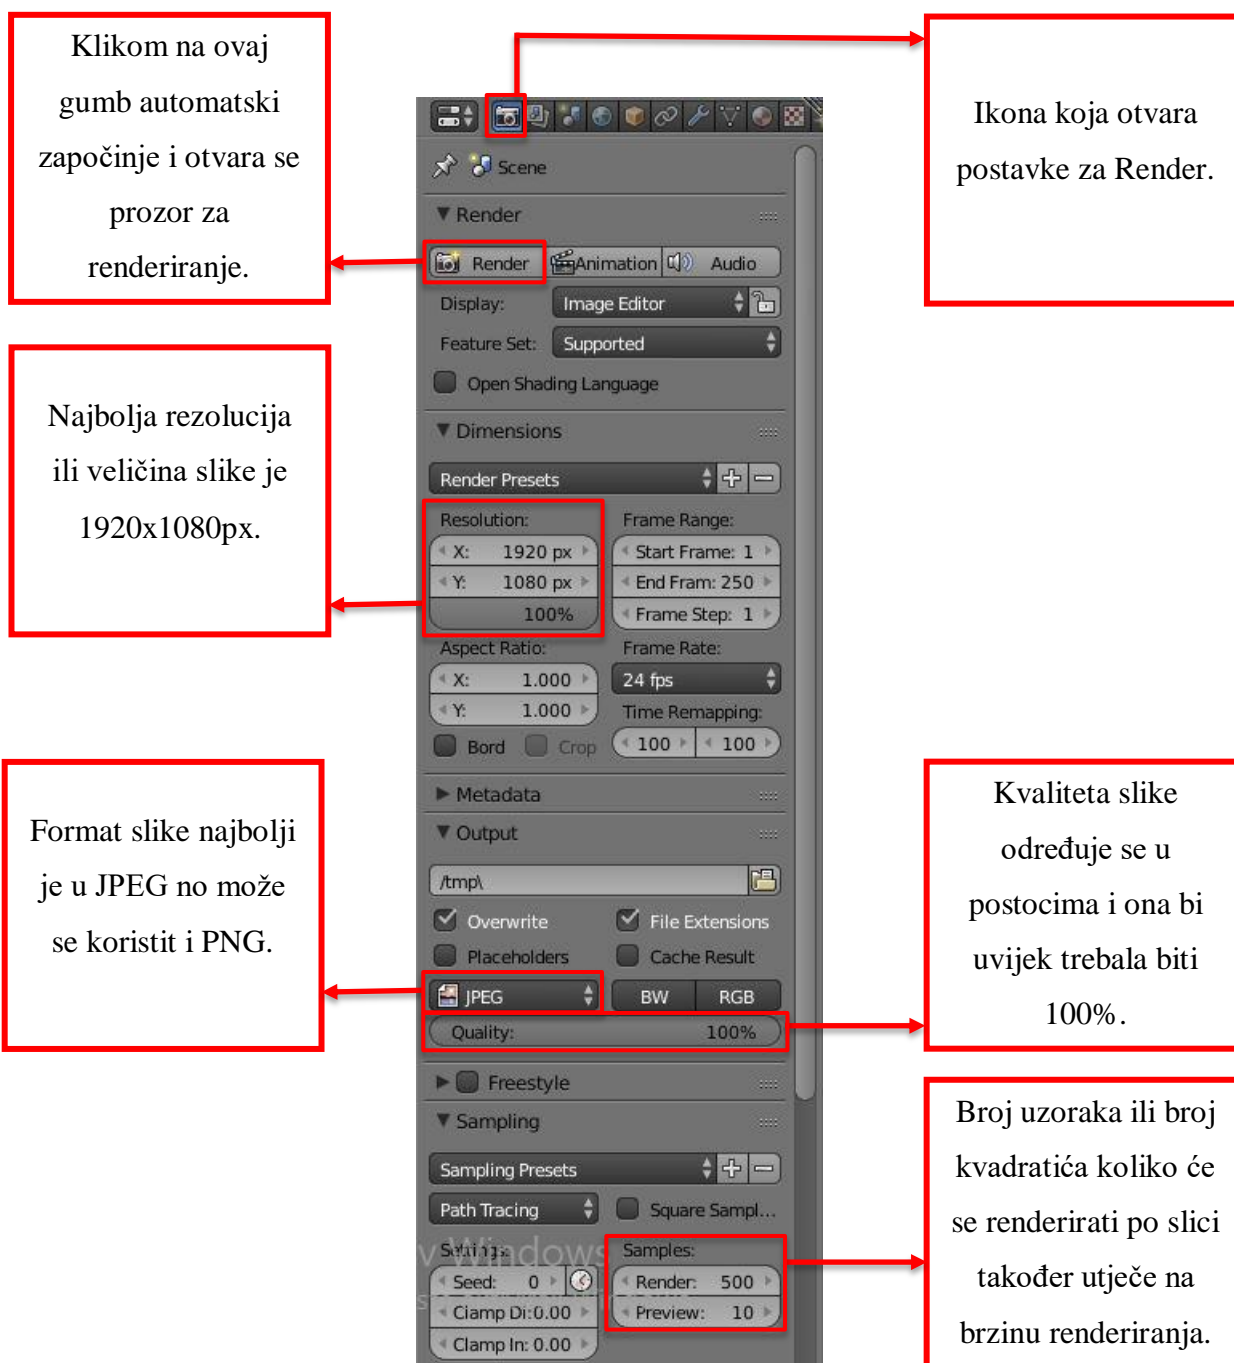 Klikom na ovaj
gumb automatski
započinje i otvara se
prozor za
renderiranje.
Ikona koja otvara
postavke za Render.
Najbolja rezolucija
ili veličina slike je
1920x1080px.
Format slike najbolji
je u JPEG no može
se koristit i PNG.
Kvaliteta slike
određuje se u
postocima i ona bi
uvijek trebala biti
100%.
Broj uzoraka ili broj
kvadratića koliko će
se renderirati po slici
također utječe na
brzinu renderiranja.
Scene
Render
Render Animation Audio
Display: Image Editor
Feature Set: Supported
Open Shading Language
Dimensions
Render Presets
Resolution: Frame Range:
X: 1920 px Start Frame: 1
Y: 1080 px End Fram: 250
100% Frame Step: 1
Aspect Ratio: Frame Rate:
X: 1.000 24 fps
Y: 1.000 Time Remapping:
Bord Crop 100 100
Metadata
Output
/tmp\
Overwrite File Extensions
Placeholders Cache Result
JPEG BW RGB
Quality: 100%
Freestyle
Sampling
Sampling Presets
Path Tracing Square Sampl...
Settings: Samples:
Seed: 0 Render: 500
Clamp Di: 0.00 Preview: 10
Clamp In: 0.00
Windows